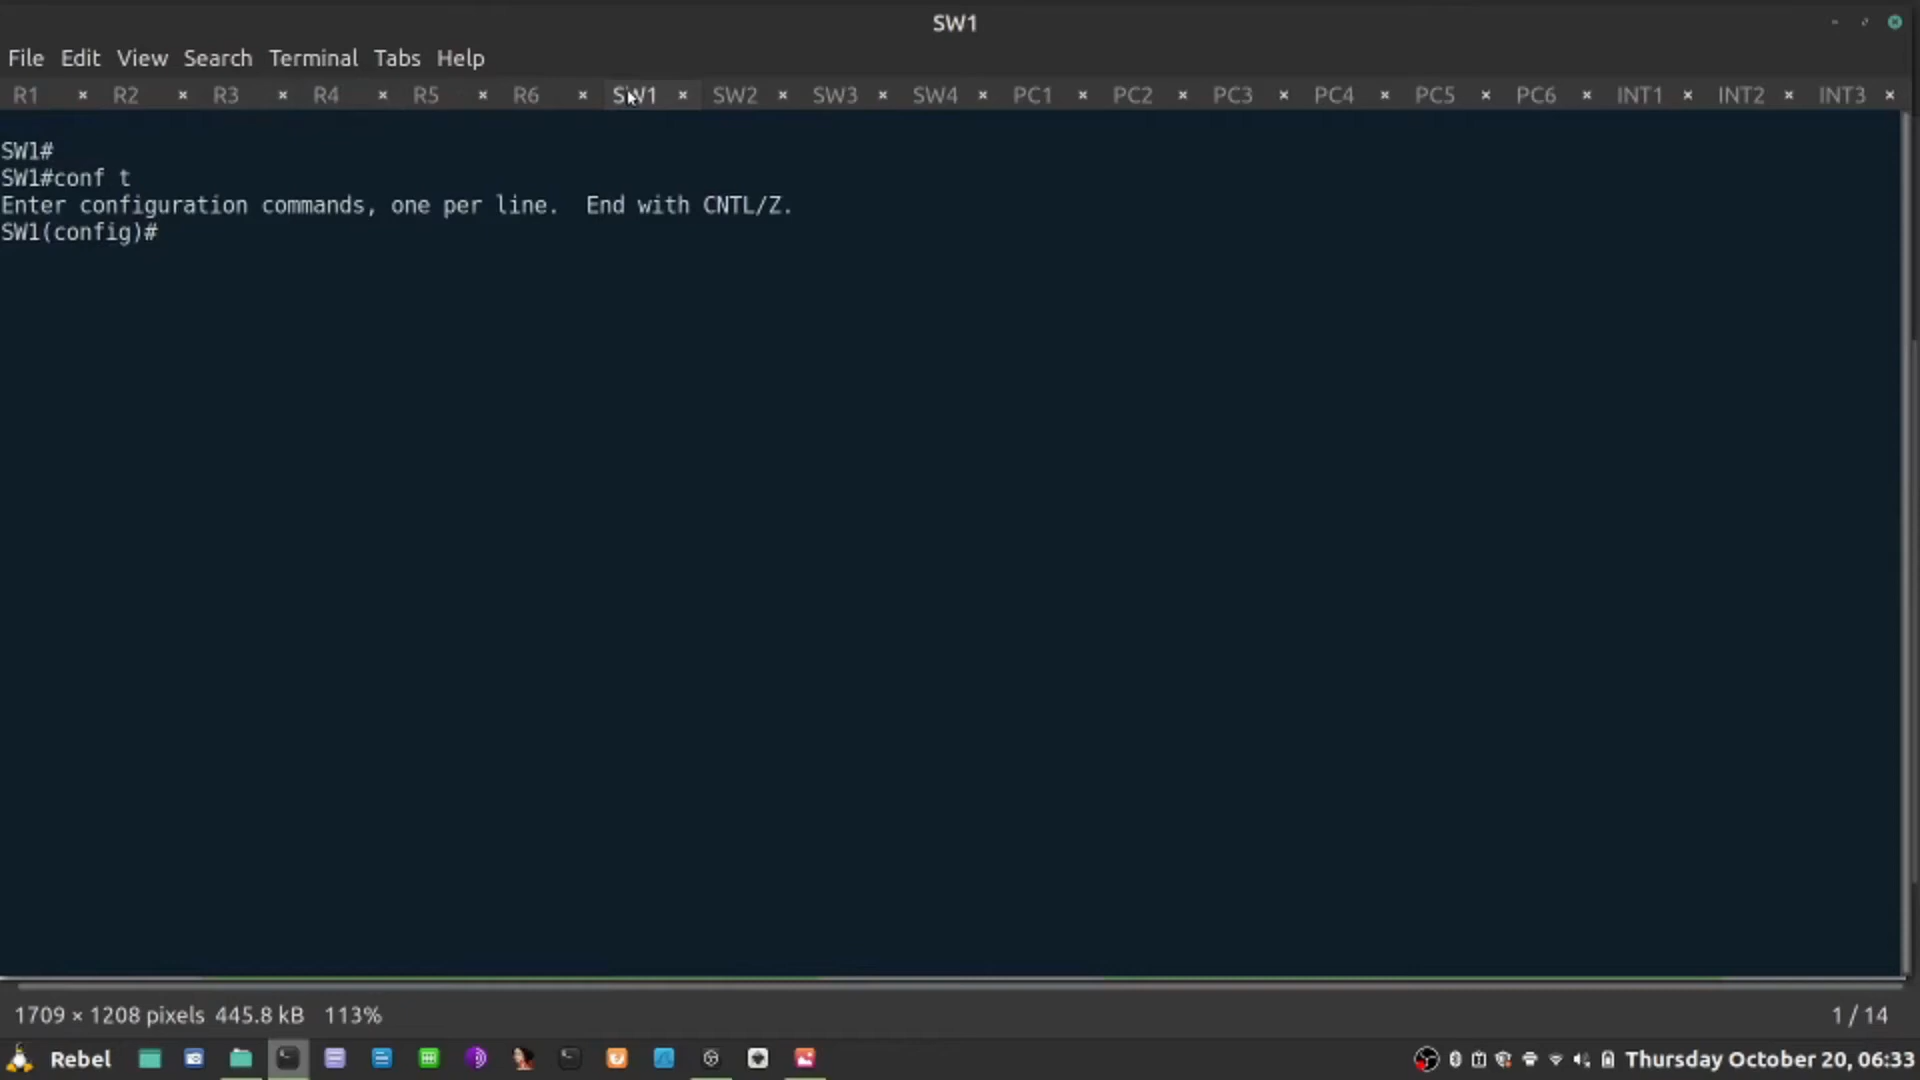 SW1
File Edit View Search Terminal Tabs Help
R1 × R2 × R3 × R4 × R5 × R6 × SW1 × SW2 × SW3 × SW4 × PC1 × PC2 × PC3 × PC4 × PC5 × PC6 × INT1 × INT2 × INT3 ×
SW1#
SW1#conf t
Enter configuration commands, one per line.  End with CNTL/Z.
SW1(config)#
1709 × 1208 pixels 445.8 kB 113% 1 / 14
Rebel Thursday October 20, 06:33